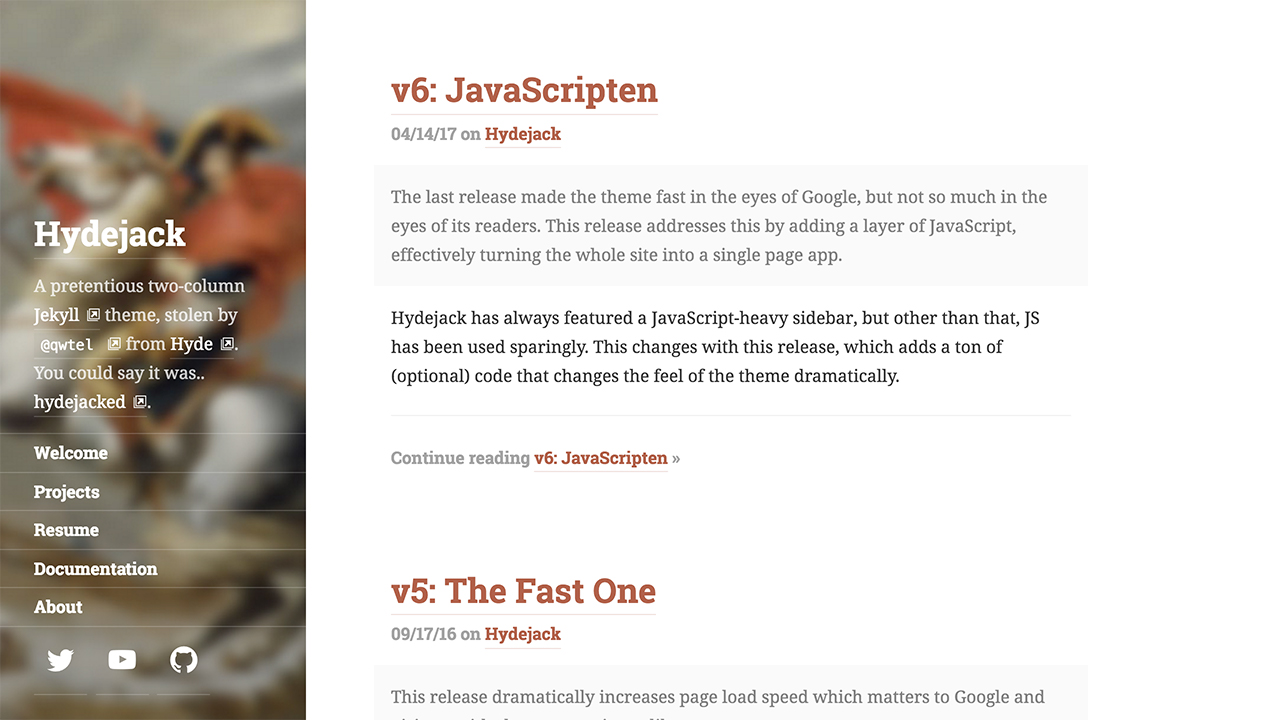 Hydejack
A pretentious two-column
Jekyll theme, stolen by
@qwtel from Hyde.
You could say it was..
hydejacked.
Welcome
Projects
Resume
Documentation
About
v6: JavaScripten
04/14/17 on Hydejack
The last release made the theme fast in the eyes of Google, but not so much in the
eyes of its readers. This release addresses this by adding a layer of JavaScript,
effectively turning the whole site into a single page app.
Hydejack has always featured a JavaScript-heavy sidebar, but other than that, JS
has been used sparingly. This changes with this release, which adds a ton of
(optional) code that changes the feel of the theme dramatically.
Continue reading v6: JavaScripten »
v5: The Fast One
09/17/16 on Hydejack
This release dramatically increases page load speed which matters to Google and